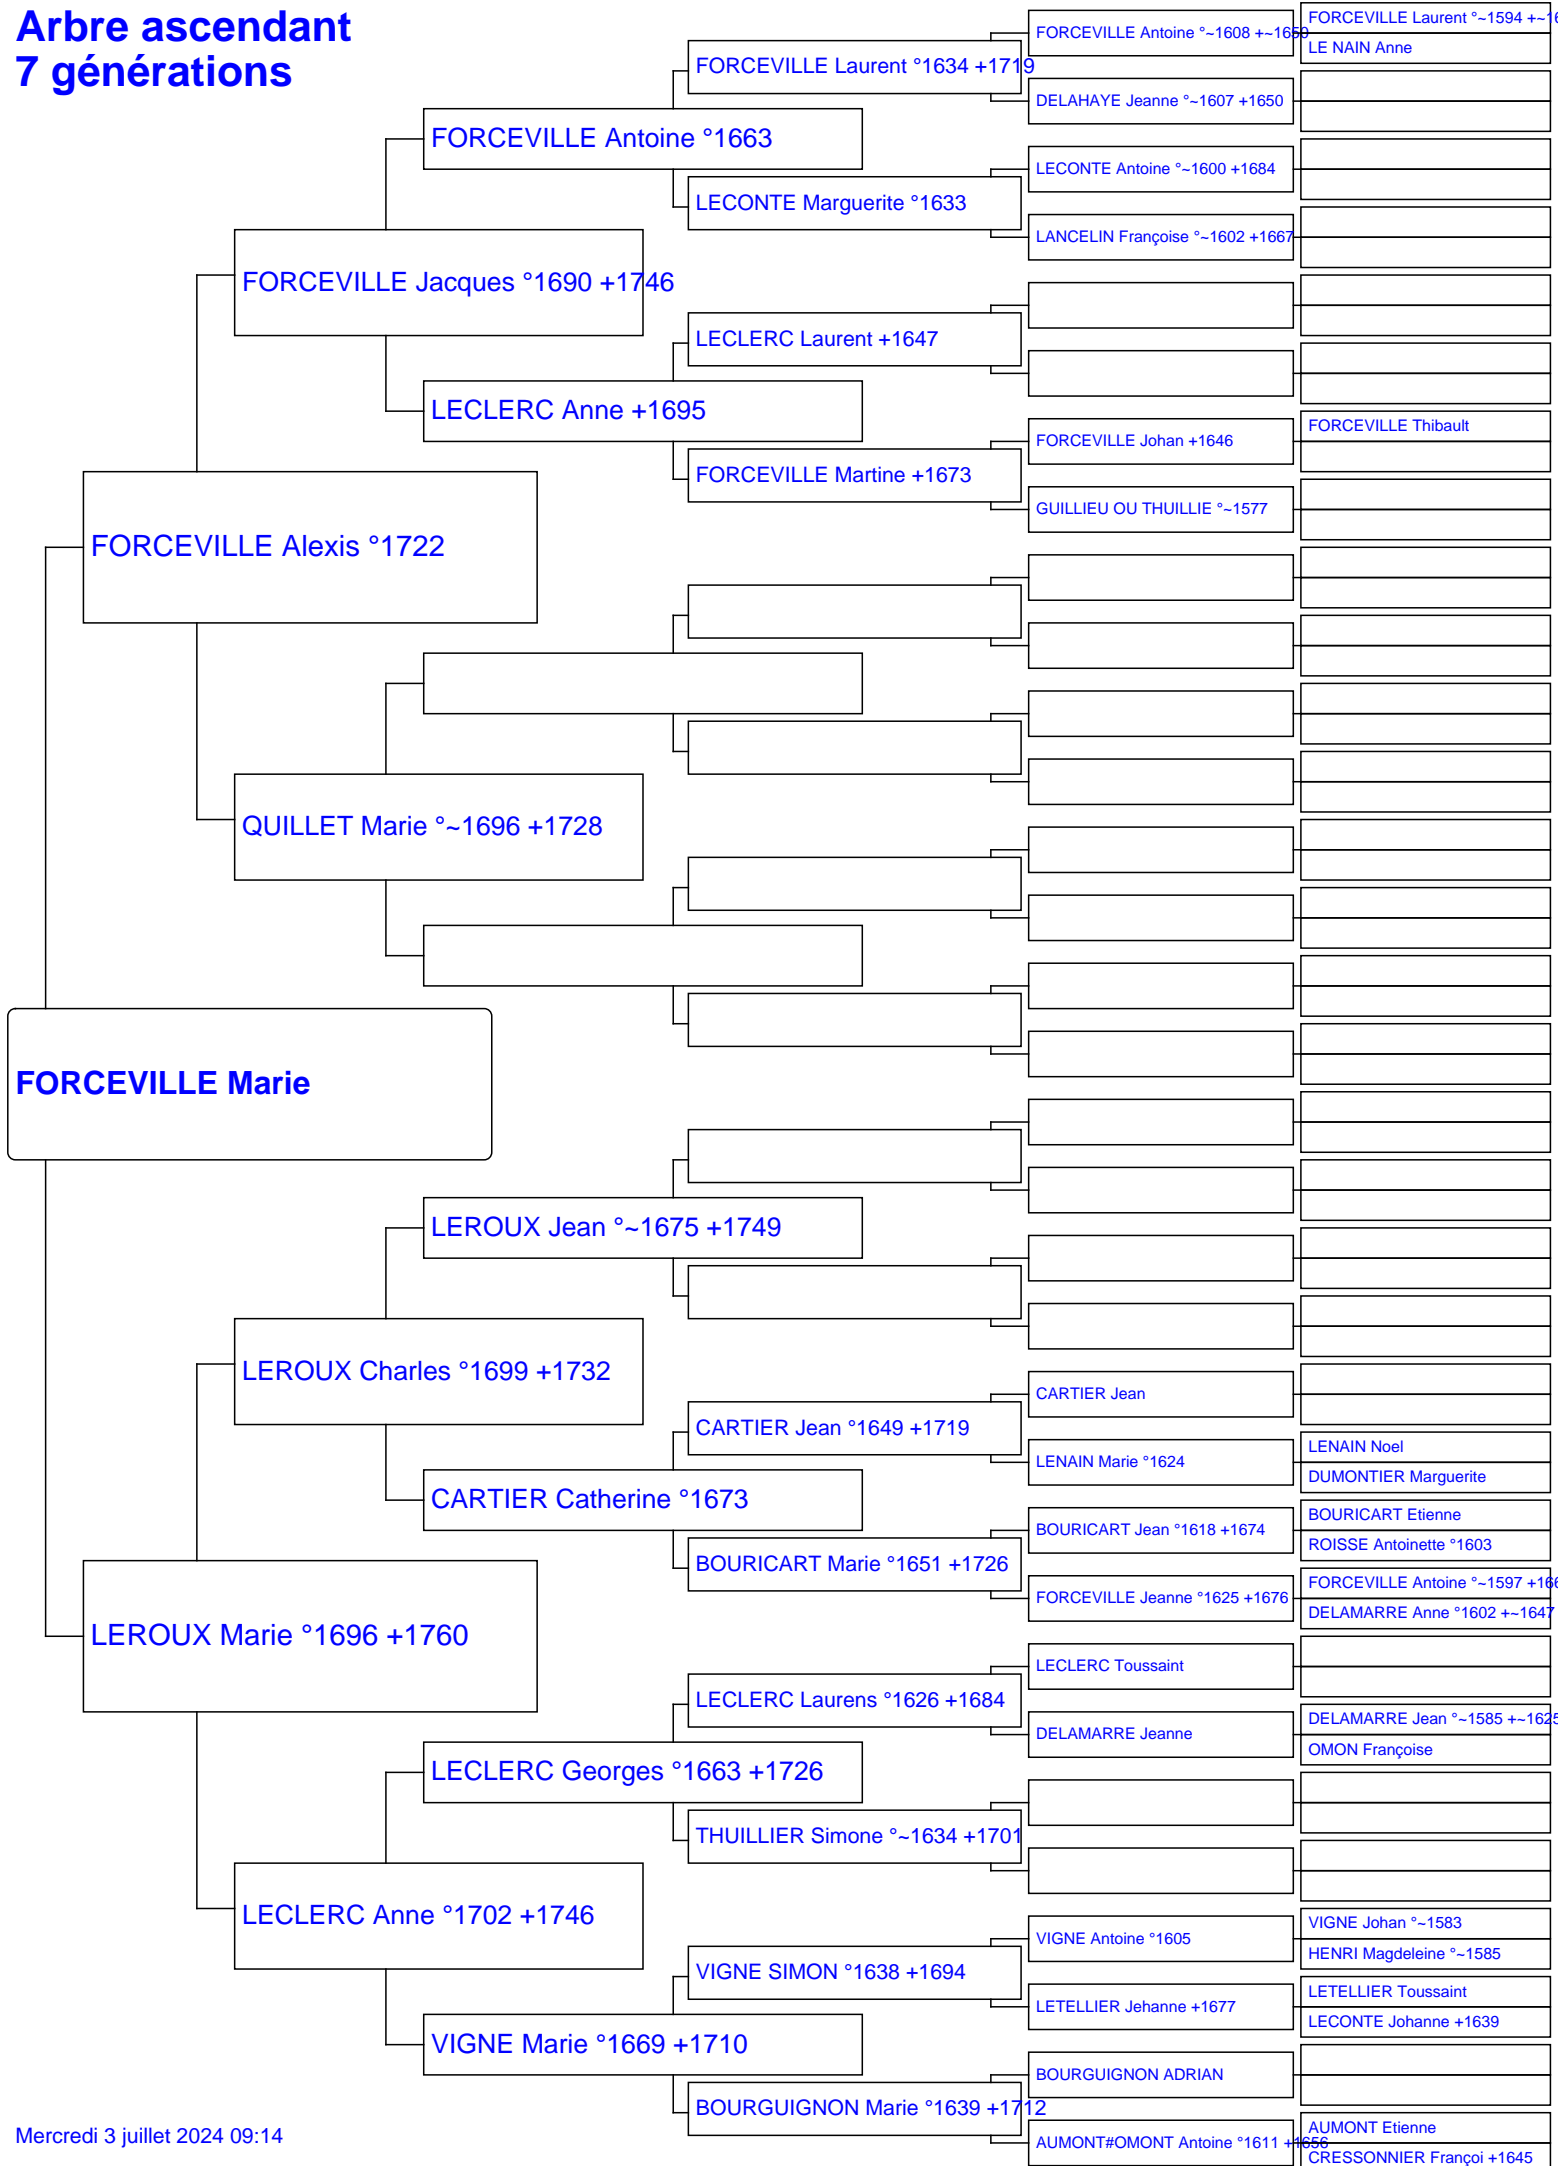 Arbre ascendant
7 générations
FORCEVILLE Laurent °~1594 +~16
FORCEVILLE Antoine °~1608 +~1650
LE NAIN Anne
FORCEVILLE Laurent °1634 +1719
DELAHAYE Jeanne °~1607 +1650
FORCEVILLE Antoine °1663
LECONTE Antoine °~1600 +1684
LECONTE Marguerite °1633
LANCELIN Françoise °~1602 +1667
FORCEVILLE Jacques °1690 +1746
LECLERC Laurent +1647
LECLERC Anne +1695
FORCEVILLE Thibault
FORCEVILLE Johan +1646
FORCEVILLE Martine +1673
GUILLIEU OU THUILLIE °~1577
FORCEVILLE Alexis °1722
QUILLET Marie °~1696 +1728
FORCEVILLE Marie
LEROUX Jean °~1675 +1749
LEROUX Charles °1699 +1732
CARTIER Jean
CARTIER Jean °1649 +1719
LENAIN Noel
LENAIN Marie °1624
DUMONTIER Marguerite
CARTIER Catherine °1673
BOURICART Etienne
BOURICART Jean °1618 +1674
ROISSE Antoinette °1603
BOURICART Marie °1651 +1726
FORCEVILLE Antoine °~1597 +166
FORCEVILLE Jeanne °1625 +1676
DELAMARRE Anne °1602 +~1647
LEROUX Marie °1696 +1760
LECLERC Toussaint
LECLERC Laurens °1626 +1684
DELAMARRE Jean °~1585 +~1625
DELAMARRE Jeanne
OMON Françoise
LECLERC Georges °1663 +1726
THUILLIER Simone °~1634 +1701
LECLERC Anne °1702 +1746
VIGNE Johan °~1583
VIGNE Antoine °1605
HENRI Magdeleine °~1585
VIGNE SIMON °1638 +1694
LETELLIER Toussaint
LETELLIER Jehanne +1677
LECONTE Johanne +1639
VIGNE Marie °1669 +1710
BOURGUIGNON ADRIAN
BOURGUIGNON Marie °1639 +1712
AUMONT Etienne
AUMONT#OMONT Antoine °1611 +1656
CRESSONNIER Françoi +1645
Mercredi 3 juillet 2024 09:14